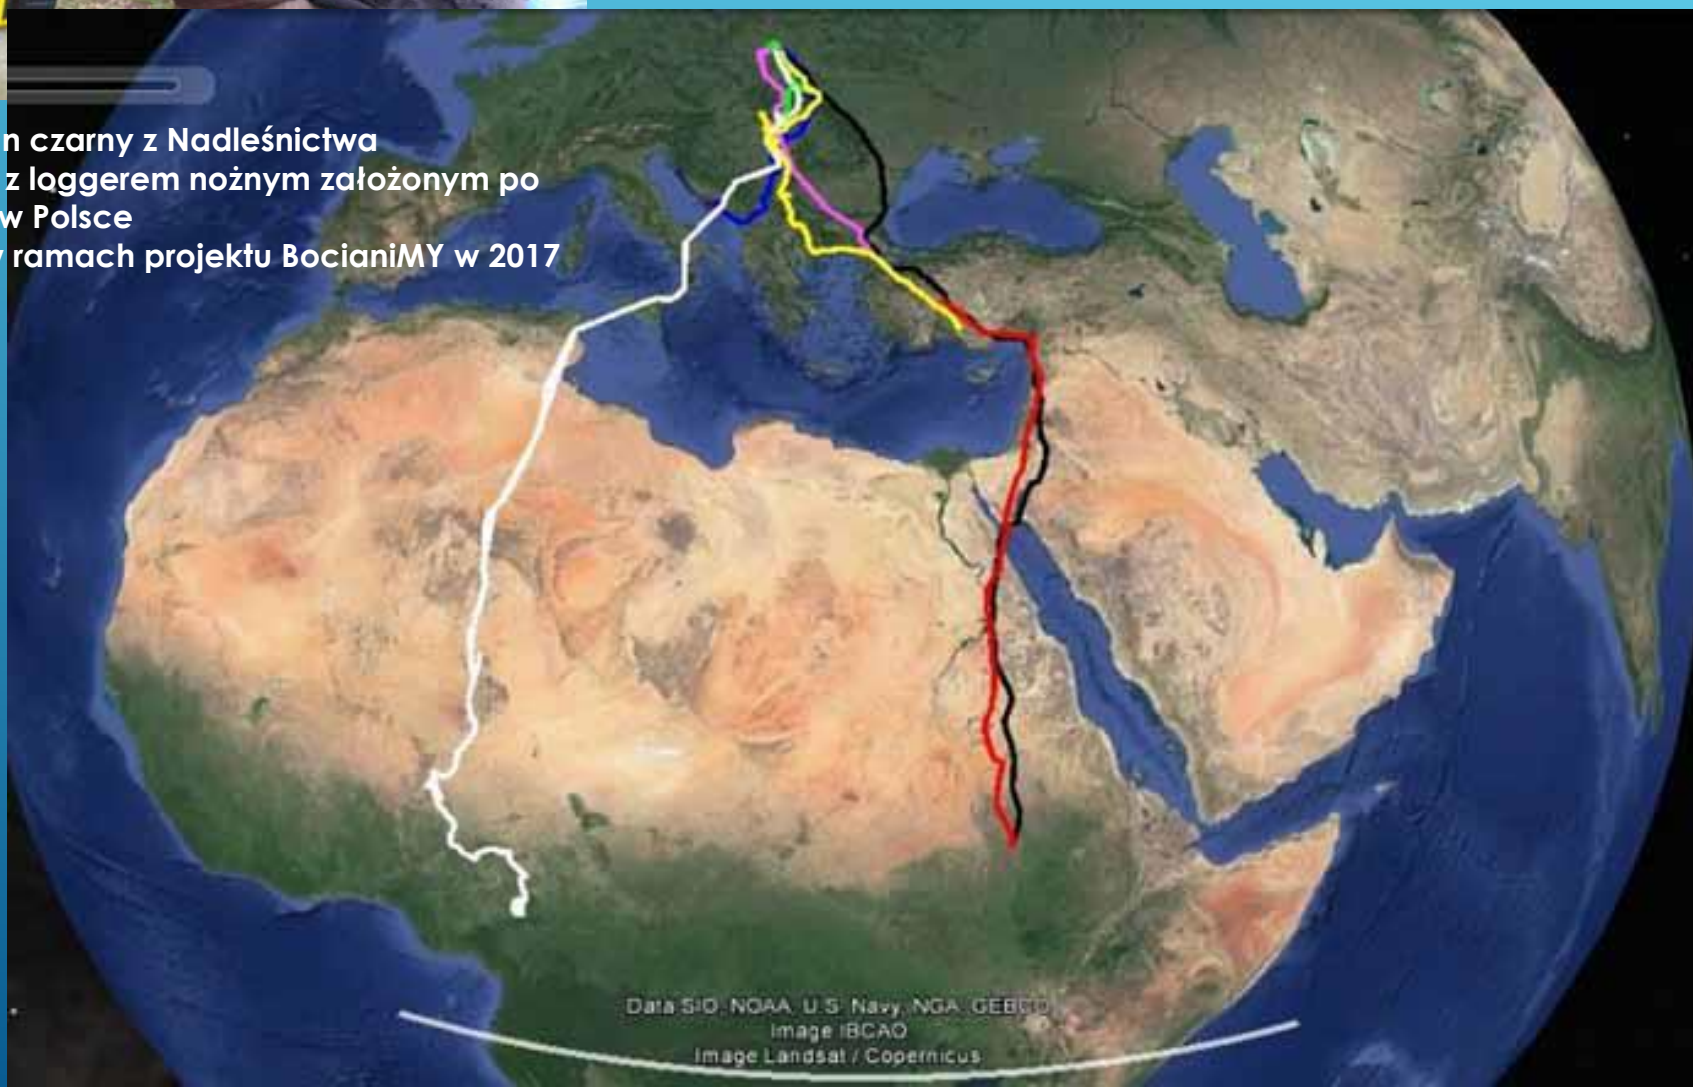 n czarny z Nadleśnictwa
z loggerem nożnym założonym po
w Polsce
ramach projektu BocianiMY w 2017
Data SIO, NOAA, U.S. Navy, NGA, GEBCO
Image IBCAO
Image Landsat / Copernicus